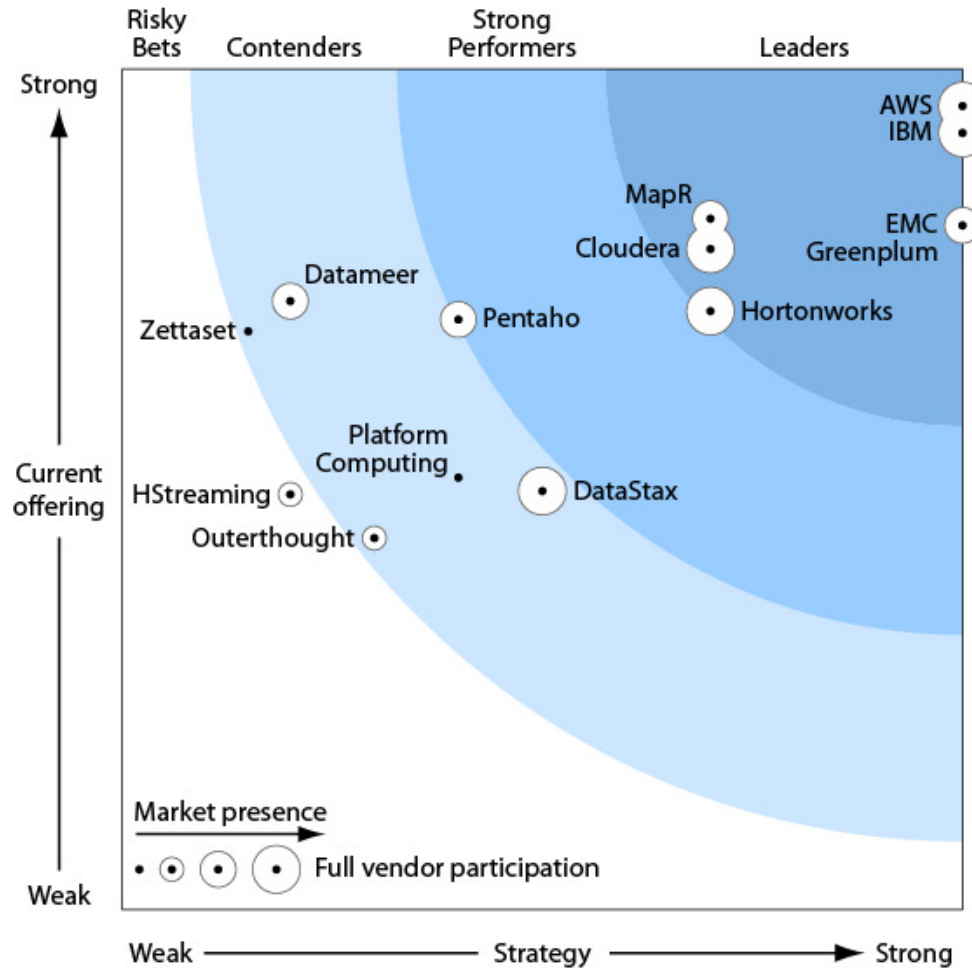 Risky
Bets
Contenders
Strong
Performers
Leaders
Strong
AWS
IBM
MapR
EMC
Greenplum
Cloudera
Datameer
Hortonworks
Zettaset
Pentaho
Platform
Computing
Current
offering
HStreaming
DataStax
Outerthought
Market presence
Full vendor participation
Weak
Weak
Strategy
Strong